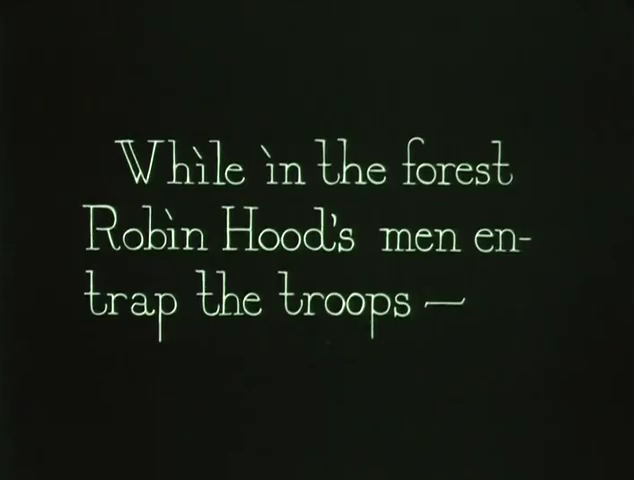 While in the forest
Robin Hood's men en-
trap the troops —